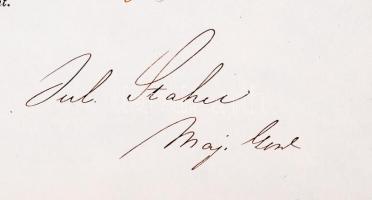 t.
Jul. Stahel
Maj. Genl